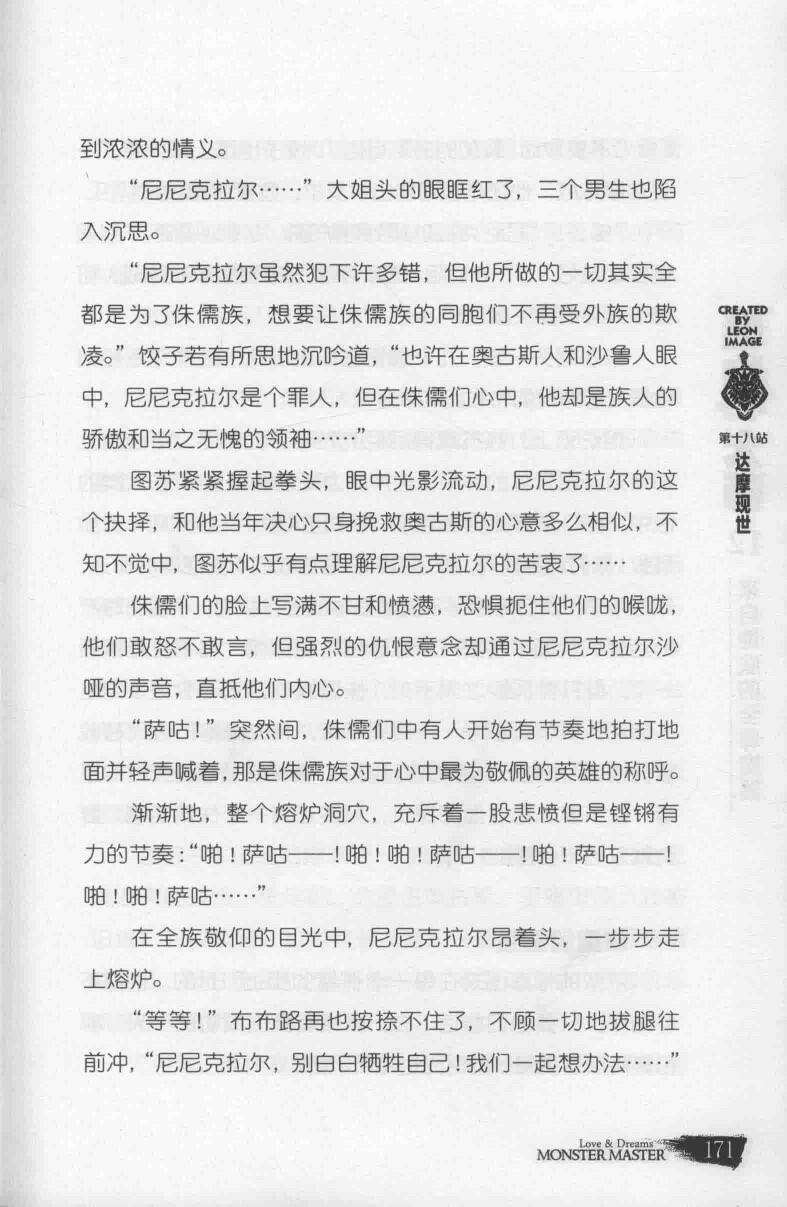 到浓浓的情义。
“尼尼克拉尔……”大姐头的眼眶红了，三个男生也陷
入沉思。
“尼尼克拉尔虽然犯下许多错，但他所做的一切其实全
都是为了侏儒族，想要让侏儒族的同胞们不再受外族的欺
凌。”饺子若有所思地沉吟道，“也许在奥古斯人和沙鲁人眼
中，尼尼克拉尔是个罪人，但在侏儒们心中，他却是族人的
骄傲和当之无愧的领袖……”
图苏紧紧握起拳头，眼中光影流动，尼尼克拉尔的这
个抉择，和他当年决心只身挽救奥古斯的心意多么相似，不
知不觉中，图苏似乎有点理解尼尼克拉尔的苦衷了……
侏儒们的脸上写满不甘和愤懑，恐惧扼住他们的喉咙，
他们敢怒不敢言，但强烈的仇恨意念却通过尼尼克拉尔沙
哑的声音，直抵他们内心。
“萨咕！”突然间，侏儒们中有人开始有节奏地拍打地
面并轻声喊着，那是侏儒族对于心中最为敬佩的英雄的称呼。
渐渐地，整个熔炉洞穴，充斥着一股悲愤但是铿锵有
力的节奏：“啪！萨咕——！啪！啪！萨咕——！啪！萨咕——！
啪！啪！萨咕……”
在全族敬仰的目光中，尼尼克拉尔昂着头，一步步走
上熔炉。
“等等！”布布路再也按捺不住了，不顾一切地拔腿往
前冲，“尼尼克拉尔，别白白牺牲自己！我们一起想办法……”
CREATED
BY
LEON
IMAGE
第十八站
达摩现世
Love & Dreams
MONSTER MASTER 171